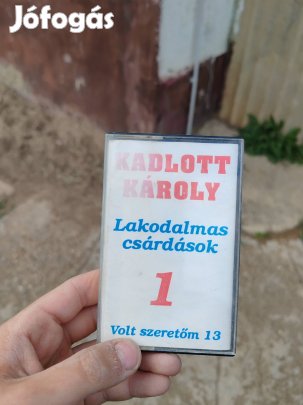 Jófogás
KADLOTT
KÁROLY
Lakodalmas
csárdások
1
Volt szeretőm 13